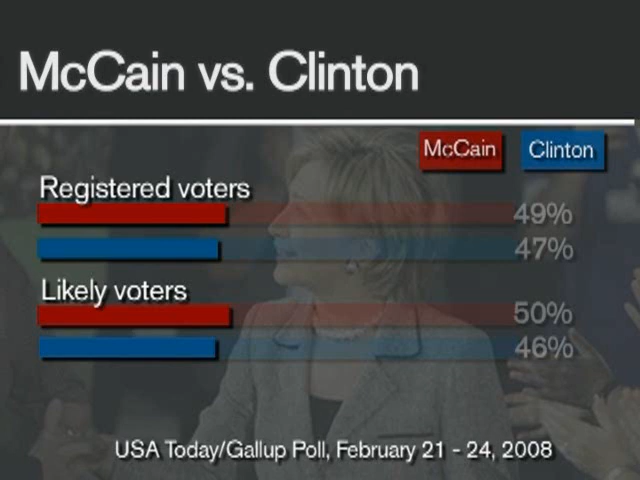 McCain vs. Clinton
McCain Clinton
Registered voters
49%
47%
Likely voters
50%
46%
USA Today/Gallup Poll, February 21 - 24, 2008